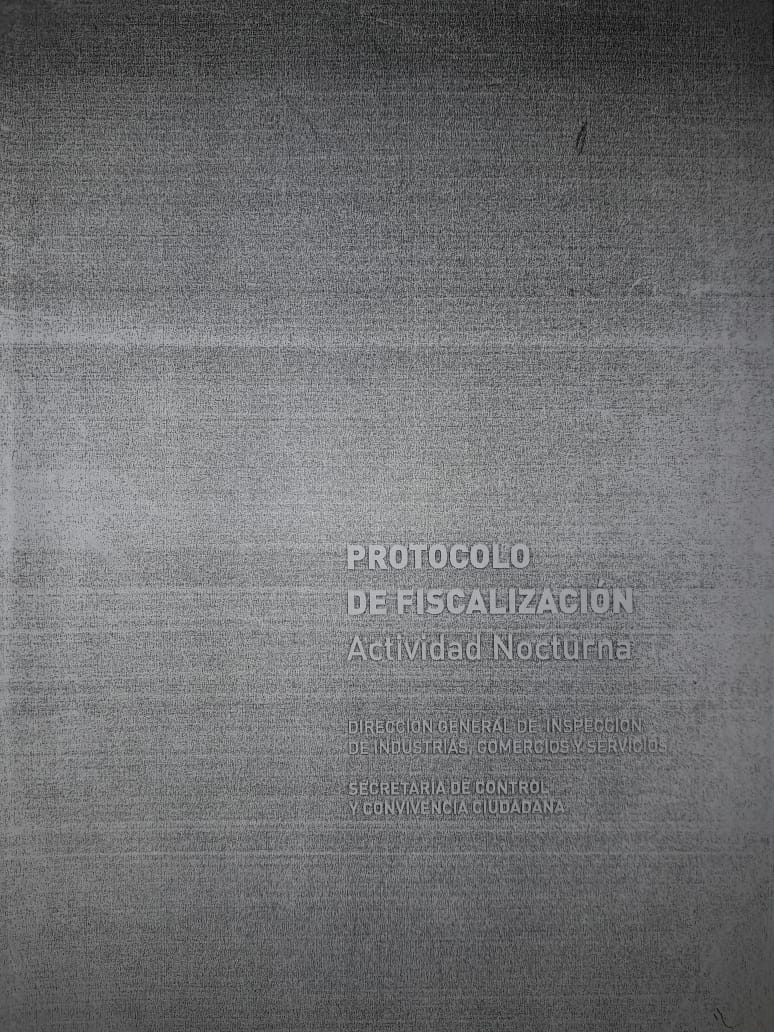 PROTOCOLO
DE FISCALIZACIÓN
Actividad Nocturna
DIRECCIÓN GENERAL DE INSPECCIÓN
DE INDUSTRIAS, COMERCIOS Y SERVICIOS
SECRETARÍA DE CONTROL
Y CONVIVENCIA CIUDADANA